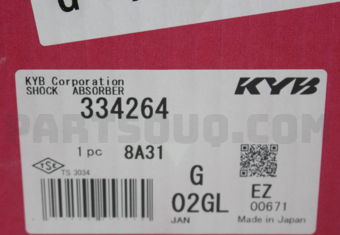 KYB Corporation
SHOCK ABSORBER
KYB
334264
1 pc 8A31
TS 3034
G
02GL
JAN
EZ
00671
Made in Japan
PARTSOUQ.COM